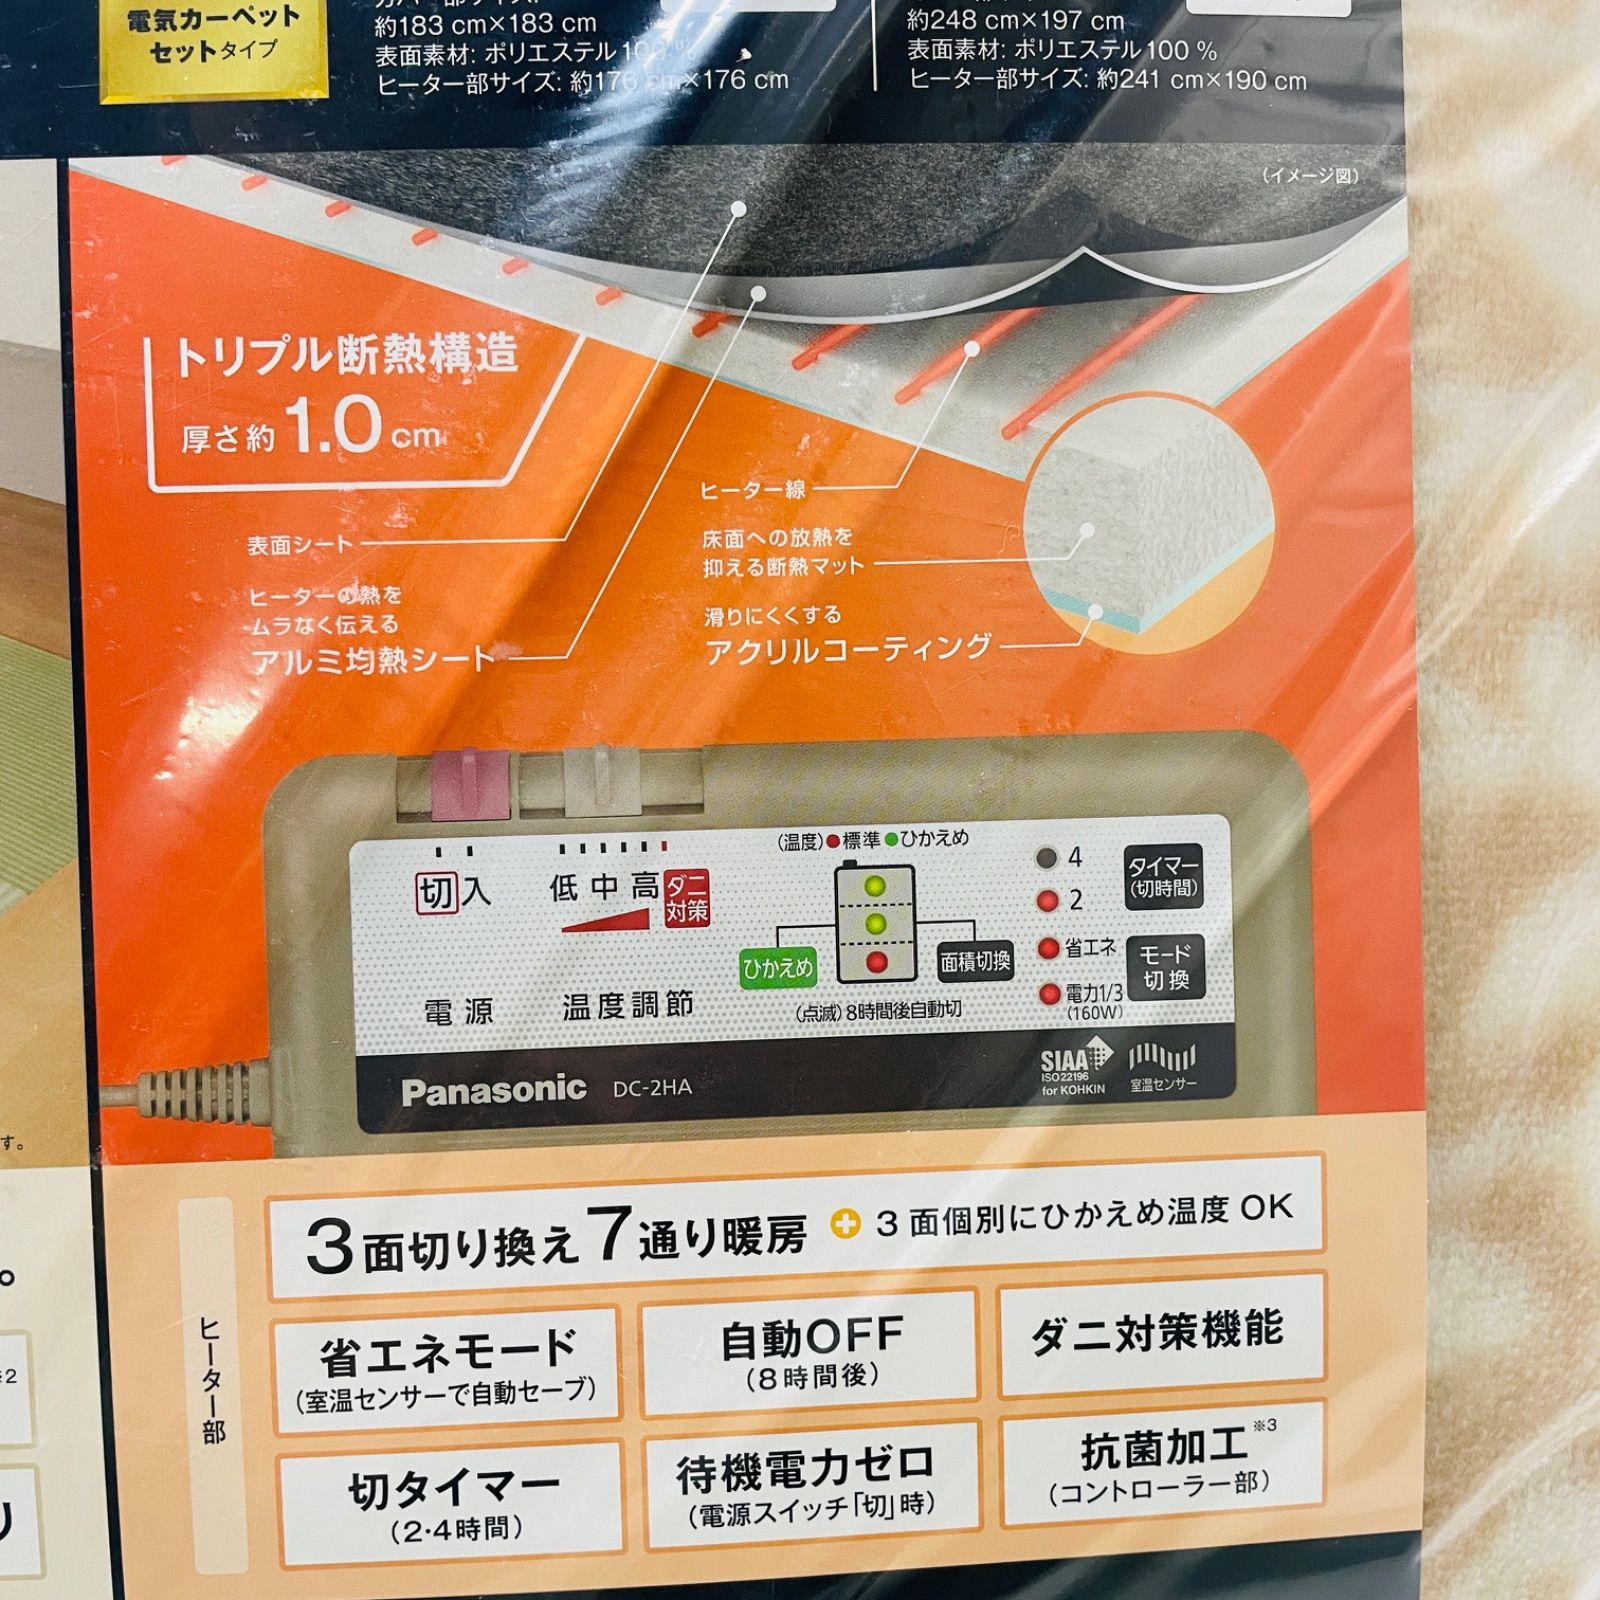 電気カーペット
セットタイプ
約183 cm×183 cm
表面素材: ポリエステル100 %
ヒーター部サイズ: 約176 cm×176 cm
約248 cm×197 cm
表面素材: ポリエステル100 %
ヒーター部サイズ: 約241 cm×190 cm
(イメージ図)
トリプル断熱構造
厚さ約1.0cm
表面シート
ヒーターの熱を
ムラなく伝える
アルミ均熱シート
ヒーター線
床面への放熱を
抑える断熱マット
滑りにくくする
アクリルコーティング
切入
電源
低中高
ダニ
対策
温度調節
(温度)●標準●ひかえめ
ひかえめ
面積切換
(点滅)8時間後自動切
4
2
省エネ
電力1/3
(160W)
タイマー
(切時間)
モード
切換
Panasonic DC-2HA
SIAA
ISO22196
for KOHKIN
室温センサー
す。
。
※2
り
ヒーター部
3面切り換え7通り暖房 + 3面個別にひかえめ温度OK
省エネモード
(室温センサーで自動セーブ)
自動OFF
(8時間後)
ダニ対策機能
切タイマー
(2・4時間)
待機電力ゼロ
(電源スイッチ「切」時)
抗菌加工※3
(コントローラー部)